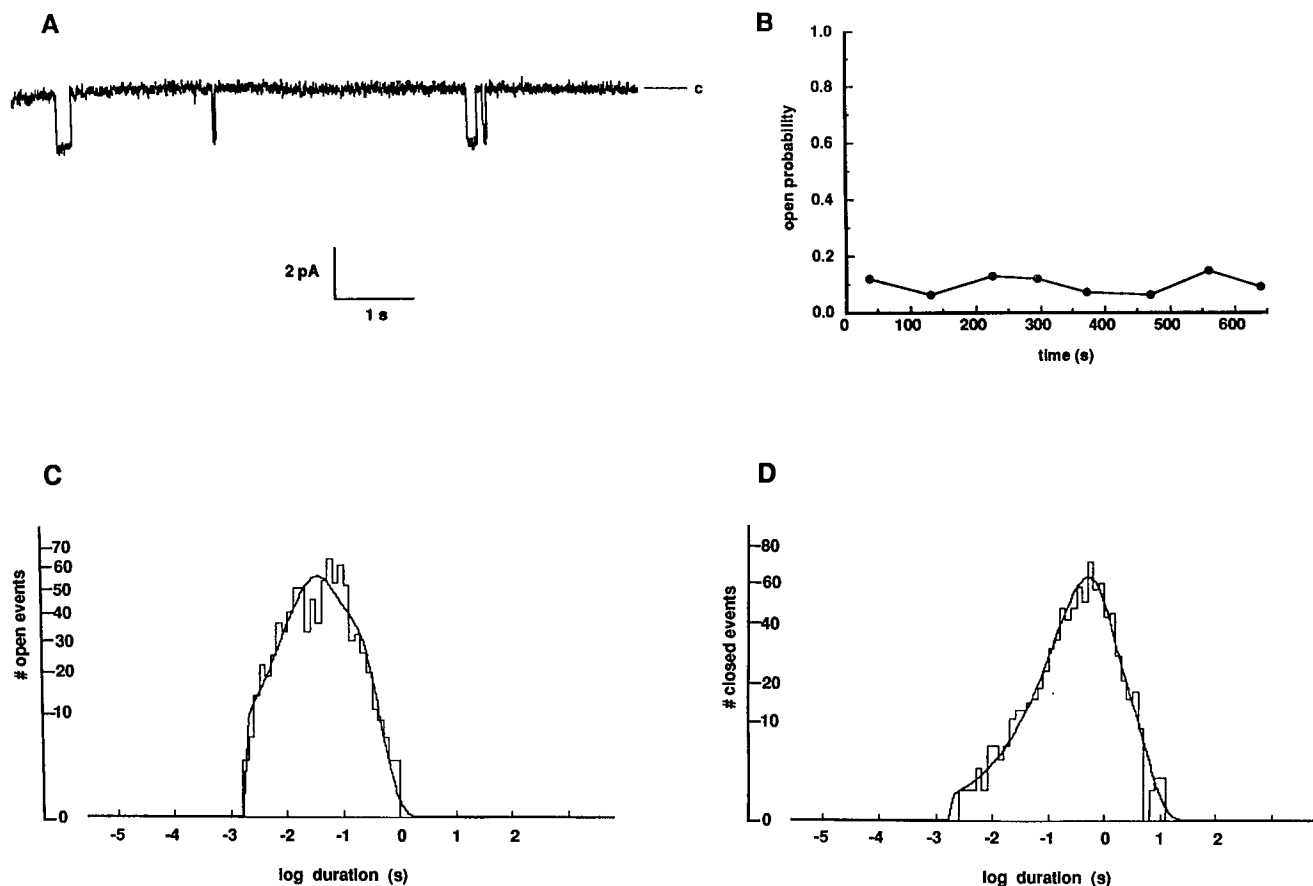 A
c
2 pA
1 s
B
open probability
1.0
0.8
0.6
0.4
0.2
0.0
0 100 200 300 400 500 600
time (s)
C
# open events
70
60
50
40
30
20
10
0
-5 -4 -3 -2 -1 0 1 2
log duration (s)
D
# closed events
80
60
40
20
10
0
-5 -4 -3 -2 -1 0 1 2
log duration (s)